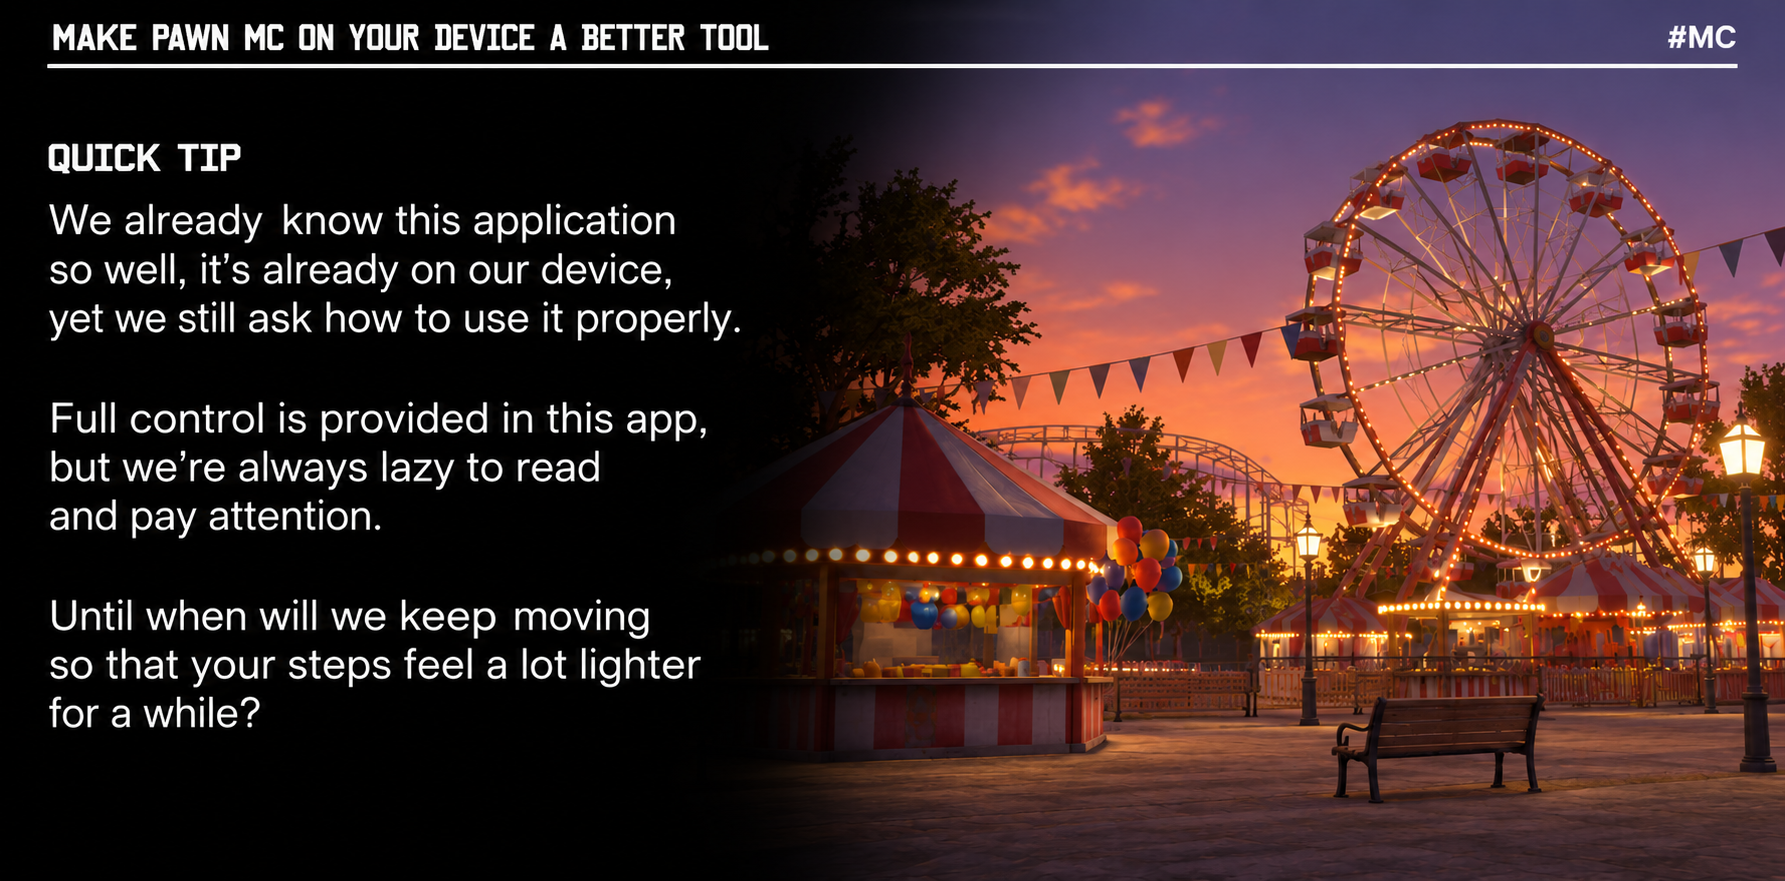 MAKE PAWN MC ON YOUR DEVICE A BETTER TOOL
#MC
QUICK TIP
We already know this application
so well, it’s already on our device,
yet we still ask how to use it properly.
Full control is provided in this app,
but we’re always lazy to read
and pay attention.
Until when will we keep moving
so that your steps feel a lot lighter
for a while?